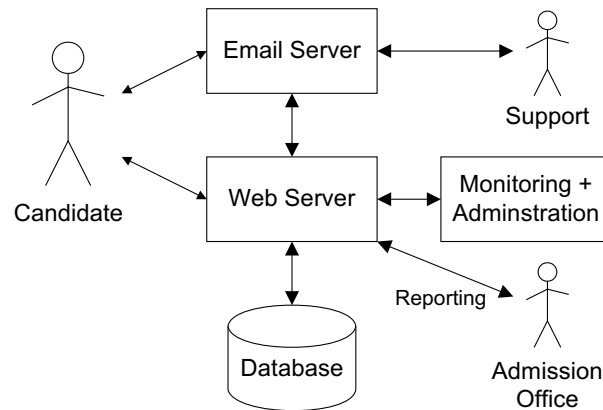 Email Server
Support
Candidate
Web Server
Monitoring +
Adminstration
Reporting
Database
Admission
Office